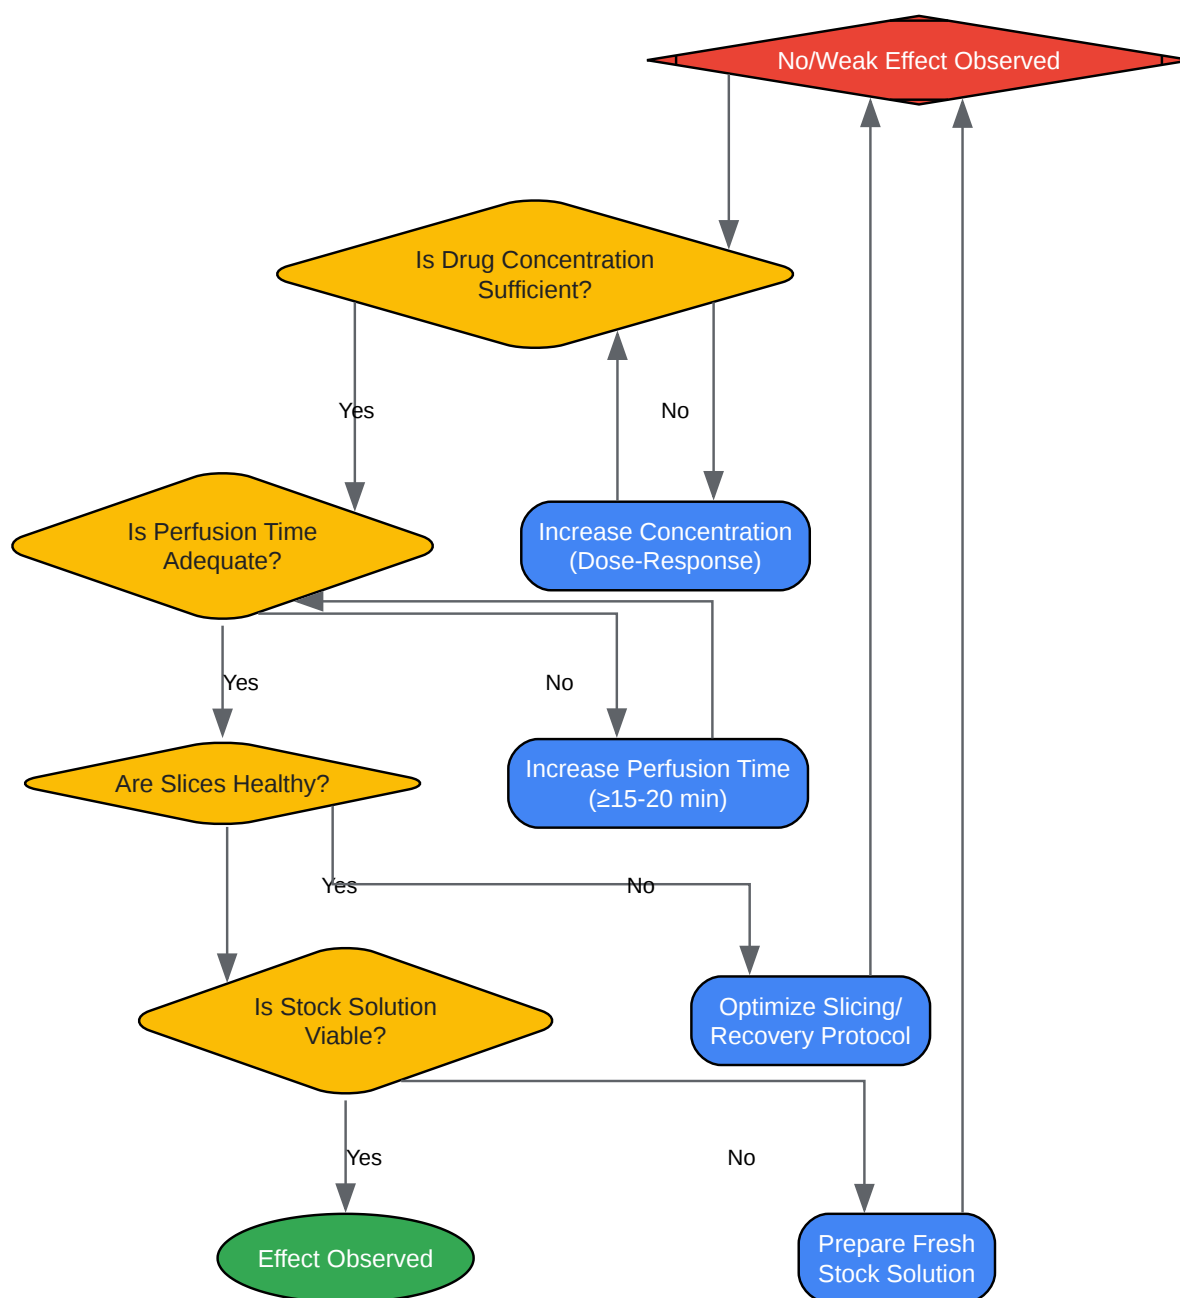 No/Weak Effect Observed
Is Drug Concentration
Sufficient?
Yes
No
Is Perfusion Time
Adequate?
Increase Concentration
(Dose-Response)
Yes
No
Are Slices Healthy?
Increase Perfusion Time
(≥15-20 min)
Yes
No
Is Stock Solution
Viable?
Optimize Slicing/
Recovery Protocol
Yes
No
Effect Observed
Prepare Fresh
Stock Solution